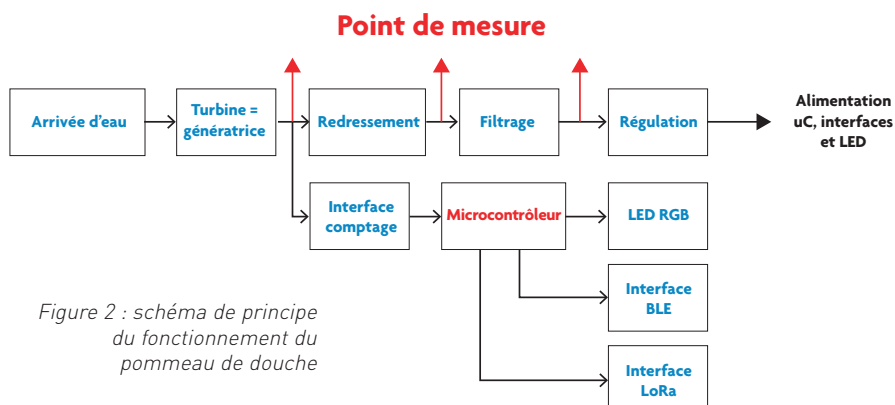 Point de mesure
Arrivée d'eau
Turbine =
génératrice
Redressement
Filtrage
Régulation
Alimentation
uC, interfaces
et LED
Interface
comptage
Microcontrôleur
LED RGB
Interface
BLE
Interface
LoRa
Figure 2 : schéma de principe
du fonctionnement du
pommeau de douche